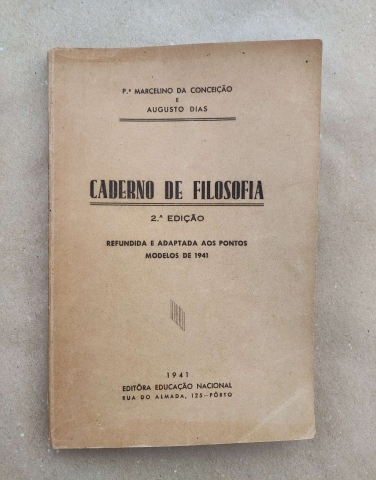 P.e MARCELINO DA CONCEIÇÃO
E
AUGUSTO DIAS
CADERNO DE FILOSOFIA
2.ª EDIÇÃO
REFUNDIDA E ADAPTADA AOS PONTOS
MODELOS DE 1941
1941
EDITÔRA EDUCAÇÃO NACIONAL
RUA DO ALMADA, 125-PÔRTO